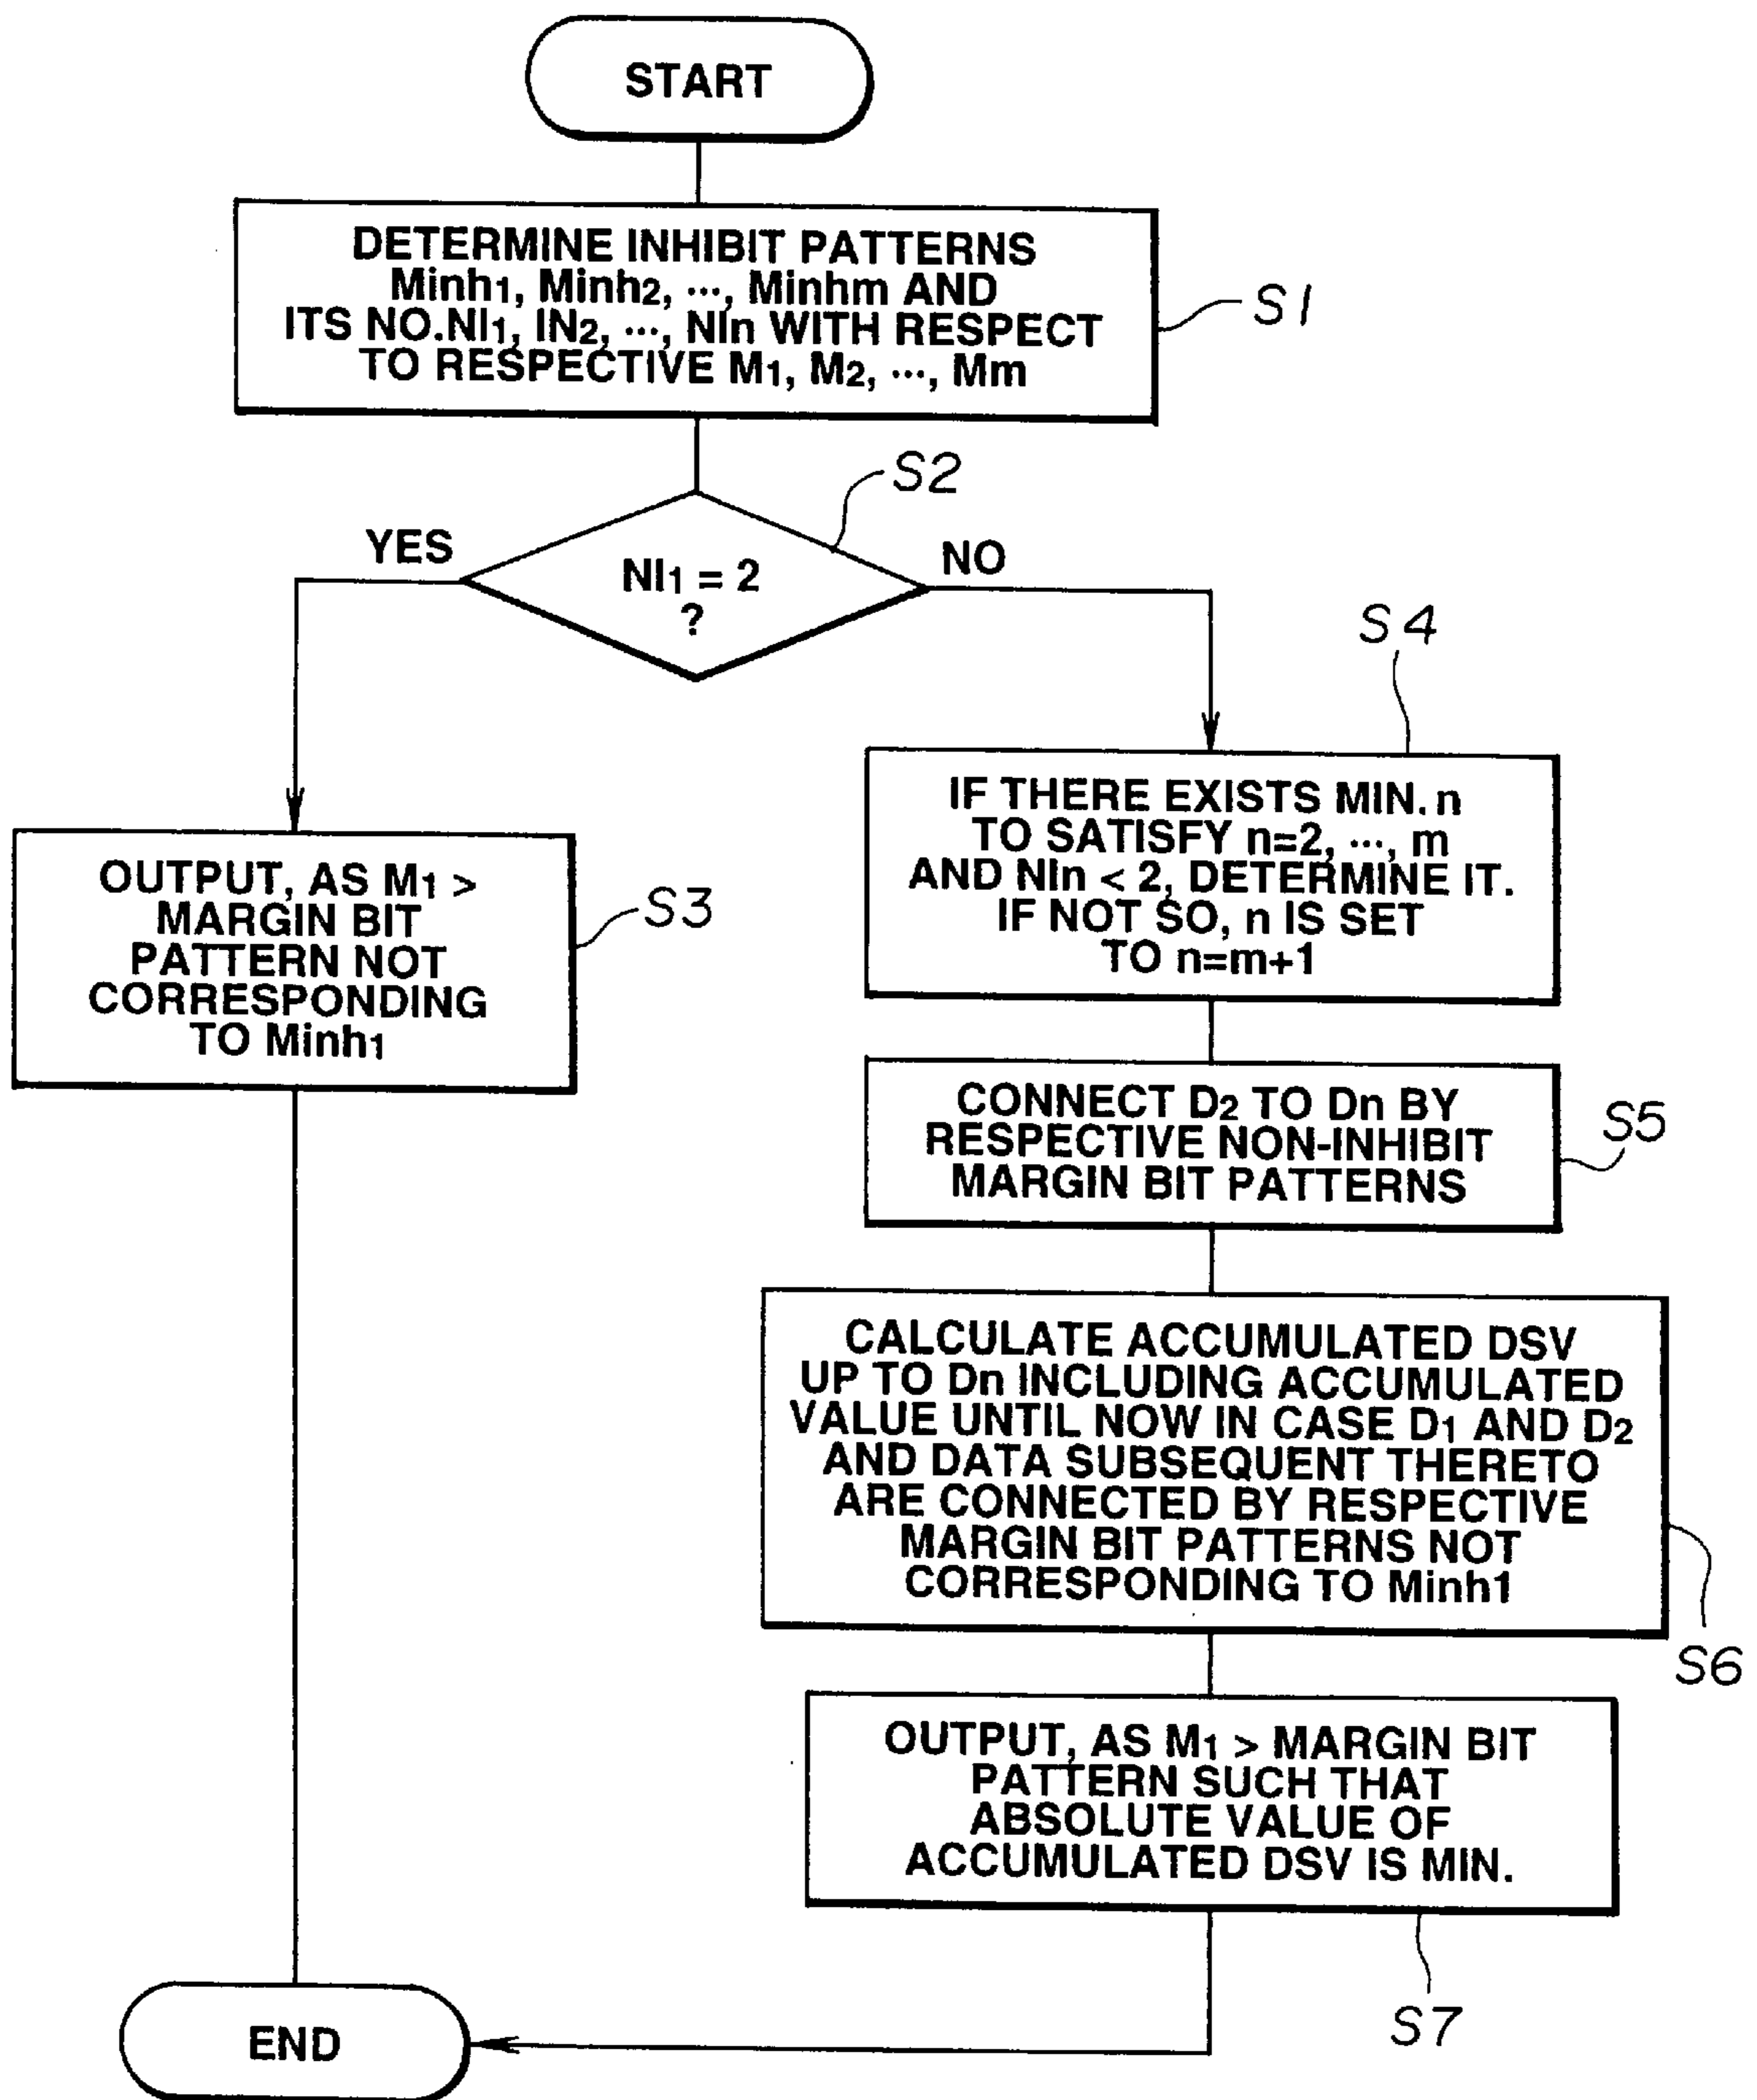 START
DETERMINE INHIBIT PATTERNS
Minh1, Minh2, ···, Minhm AND
ITS NO.NI1, IN2, ···, NIn WITH RESPECT
TO RESPECTIVE M1, M2, ···, Mm
S1
S2
YES
NO
NI1 = 2
?
S4
IF THERE EXISTS MIN. n
TO SATISFY n=2, ···, m
AND NIn < 2, DETERMINE IT.
IF NOT SO, n IS SET
TO n=m+1
OUTPUT, AS M1 >
MARGIN BIT
PATTERN NOT
CORRESPONDING
TO Minh1
S3
CONNECT D2 TO Dn BY
RESPECTIVE NON-INHIBIT
MARGIN BIT PATTERNS
S5
CALCULATE ACCUMULATED DSV
UP TO Dn INCLUDING ACCUMULATED
VALUE UNTIL NOW IN CASE D1 AND D2
AND DATA SUBSEQUENT THERETO
ARE CONNECTED BY RESPECTIVE
MARGIN BIT PATTERNS NOT
CORRESPONDING TO Minh1
S6
OUTPUT, AS M1 > MARGIN BIT
PATTERN SUCH THAT
ABSOLUTE VALUE OF
ACCUMULATED DSV IS MIN.
S7
END